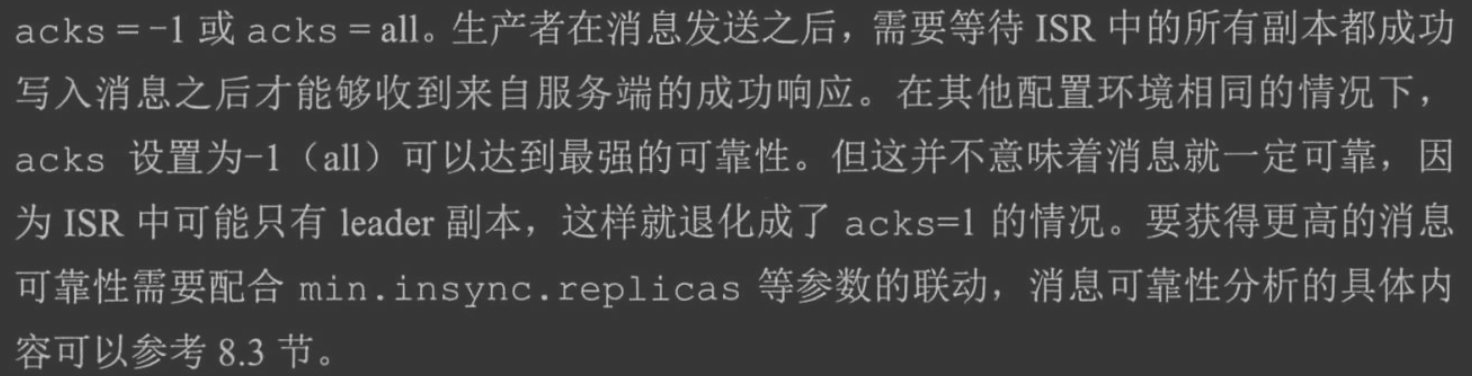 acks = -1 或 acks = all。生产者在消息发送之后，需要等待 ISR 中的所有副本都成功
写入消息之后才能够收到来自服务端的成功响应。在其他配置环境相同的情况下，
acks 设置为-1（all）可以达到最强的可靠性。但这并不意味着消息就一定可靠，因
为 ISR 中可能只有 leader 副本，这样就退化成了 acks=1 的情况。要获得更高的消息
可靠性需要配合 min.insync.replicas 等参数的联动，消息可靠性分析的具体内
容可以参考 8.3 节。